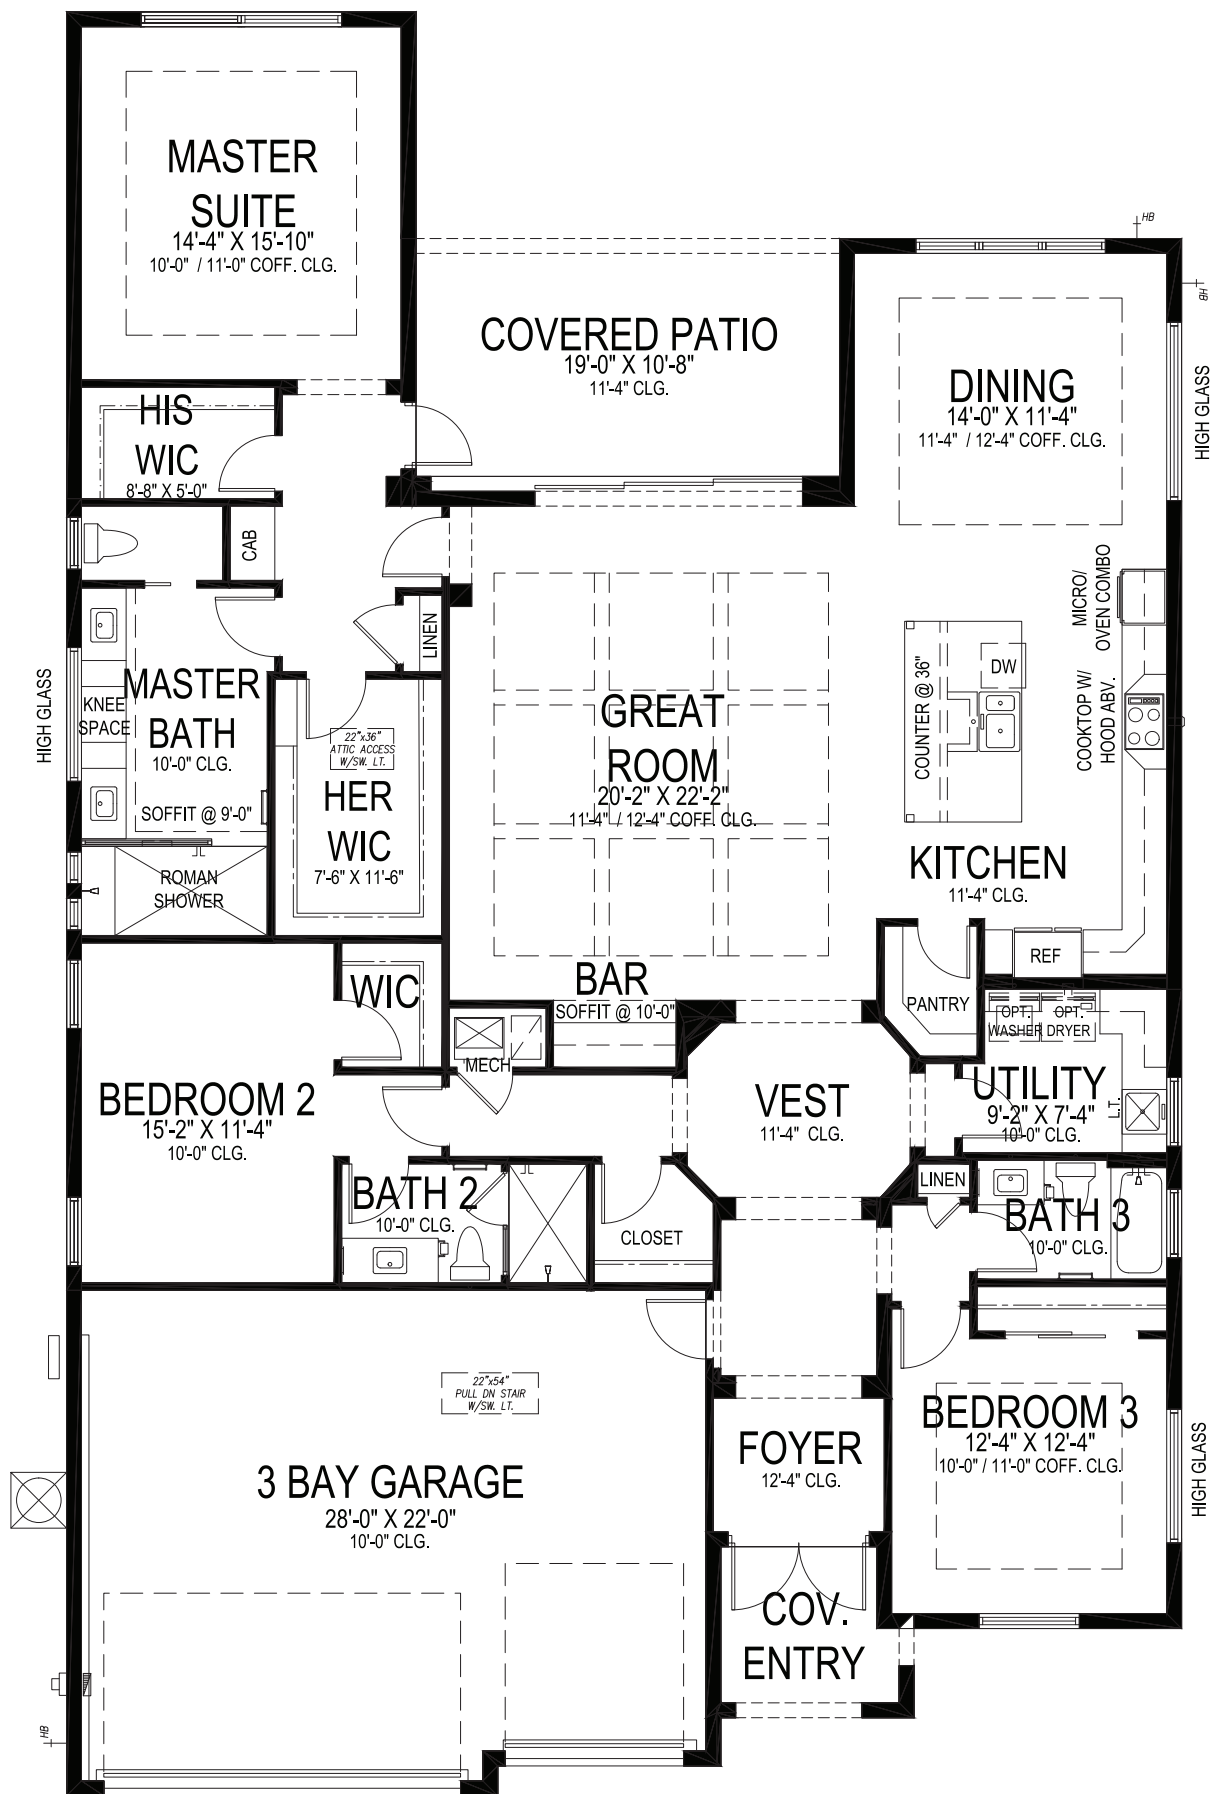 MASTER
SUITE
14'-4" X 15'-10"
10'-0" / 11'-0" COFF. CLG.
HB
HB
COVERED PATIO
19'-0" X 10'-8"
11'-4" CLG.
DINING
14'-0" X 11'-4"
11'-4" / 12'-4" COFF. CLG.
HIGH GLASS
HIS
WIC
8'-8" X 5'-0"
CAB
LINEN
MICRO/
OVEN COMBO
COOKTOP W/
HOOD ABV.
COUNTER @ 36"
DW
HIGH GLASS
KNEE
SPACE
MASTER
BATH
10'-0" CLG.
SOFFIT @ 9'-0"
ROMAN
SHOWER
22"x36"
ATTIC ACCESS
W/SW. LT.
HER
WIC
7'-6" X 11'-6"
GREAT
ROOM
20'-2" X 22'-2"
11'-4" / 12'-4" COFF. CLG.
KITCHEN
11'-4" CLG.
REF
PANTRY
BAR
SOFFIT @ 10'-0"
WIC
MECH
OPT.
WASHER
OPT.
DRYER
UTILITY
9'-2" X 7'-4"
10'-0" CLG.
L.T.
BEDROOM 2
15'-2" X 11'-4"
10'-0" CLG.
VEST
11'-4" CLG.
BATH 2
10'-0" CLG.
CLOSET
LINEN
BATH 3
10'-0" CLG.
22"x54"
PULL DN STAIR
W/SW. LT.
3 BAY GARAGE
28'-0" X 22'-0"
10'-0" CLG.
FOYER
12'-4" CLG.
BEDROOM 3
12'-4" X 12'-4"
10'-0" / 11'-0" COFF. CLG.
HIGH GLASS
COV.
ENTRY
HB